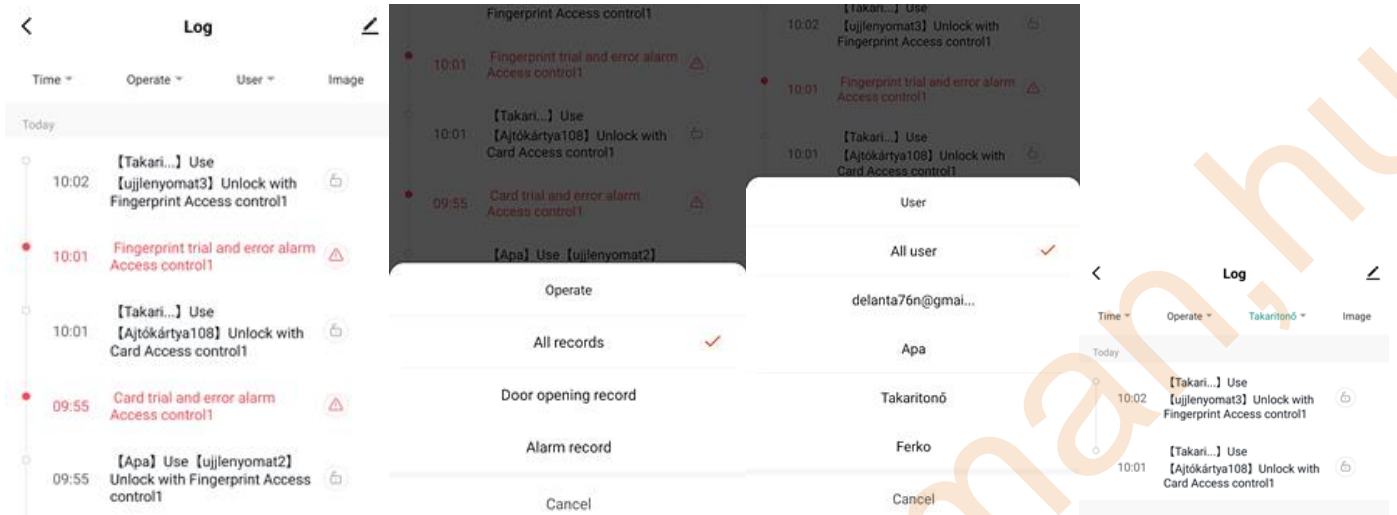 Log
Time
Operate
User
Image
Today
10:02
【Takari...】 Use
【ujjlenyomat3】 Unlock with
Fingerprint Access control1
10:01
Fingerprint trial and error alarm
Access control1
10:01
【Takari...】 Use
【Ajtókártya108】 Unlock with
Card Access control1
09:55
Card trial and error alarm
Access control1
09:55
【Apa】 Use 【ujjlenyomat2】
Unlock with Fingerprint Access
control1
Fingerprint Access control1
10:01
Fingerprint trial and error alarm
Access control1
10:01
【Takari...】 Use
【Ajtókártya108】 Unlock with
Card Access control1
09:55
Card trial and error alarm
Access control1
【Apa】 Use 【ujjlenyomat2】
Operate
All records
Door opening record
Alarm record
Cancel
【Takari...】 Use
10:02
【ujjlenyomat3】 Unlock with
Fingerprint Access control1
10:01
Fingerprint trial and error alarm
Access control1
10:01
【Takari...】 Use
【Ajtókártya108】 Unlock with
Card Access control1
User
All user
delanta76n@gmai...
Apa
Takaritonő
Ferko
Cancel
Log
Time
Operate
Takaritonő
Image
Today
10:02
【Takari...】 Use
【ujjlenyomat3】 Unlock with
Fingerprint Access control1
10:01
【Takari...】 Use
【Ajtókártya108】 Unlock with
Card Access control1
man,hu